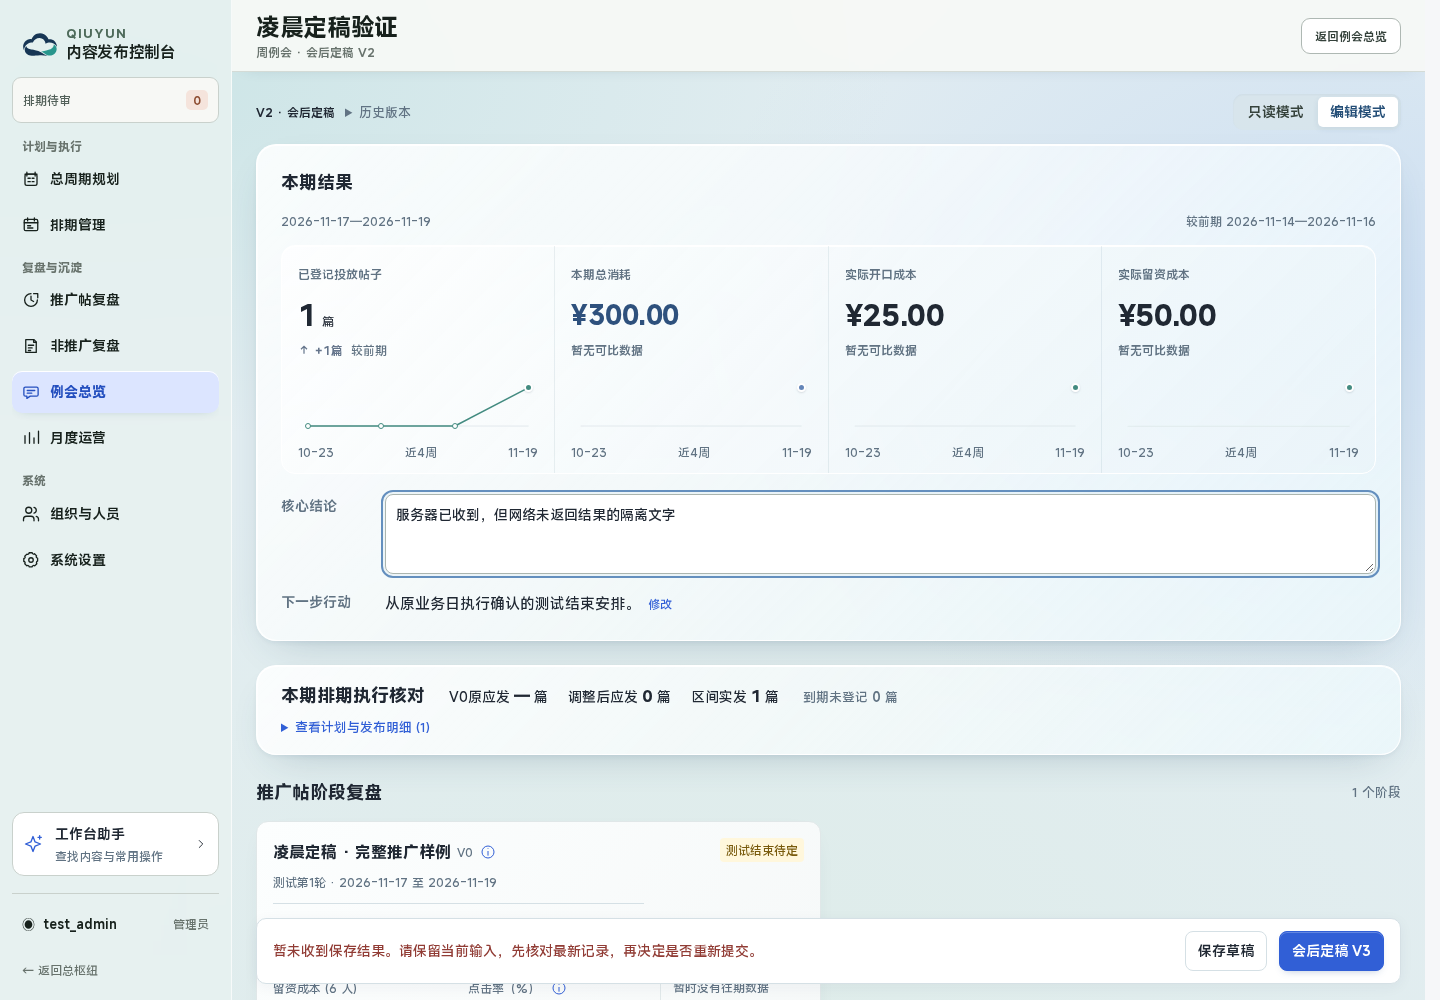 QIUYUN
内容发布控制台
排期待审 0
计划与执行
总周期规划
排期管理
复盘与沉淀
推广帖复盘
非推广复盘
例会总览
月度运营
系统
组织与人员
系统设置
工作台助手
查找内容与常用操作
test_admin 管理员
← 返回总枢纽
凌晨定稿验证
周例会 · 会后定稿 V2
返回例会总览
V2 · 会后定稿 ▶ 历史版本
只读模式 编辑模式
本期结果
2026-11-17—2026-11-19 较前期 2026-11-14—2026-11-16
已登记投放帖子 本期总消耗 实际开口成本 实际留资成本
1 篇 ¥300.00 ¥25.00 ¥50.00
↑ +1篇 较前期 暂无可比数据 暂无可比数据 暂无可比数据
10-23 近4周 11-19 10-23 近4周 11-19 10-23 近4周 11-19 10-23 近4周 11-19
核心结论 服务器已收到，但网络未返回结果的隔离文字
下一步行动 从原业务日执行确认的测试结束安排。 修改
本期排期执行核对 V0原应发 — 篇 调整后应发 0 篇 区间实发 1 篇 到期未登记 0 篇
▶ 查看计划与发布明细 (1)
推广帖阶段复盘 1 个阶段
凌晨定稿 · 完整推广样例 V0 测试结束待定
测试第1轮 · 2026-11-17 至 2026-11-19
暂未收到保存结果。请保留当前输入，先核对最新记录，再决定是否重新提交。 保存草稿 会后定稿 V3
留资成本 (6 人) 点击率（%） 暂时没有往期数据